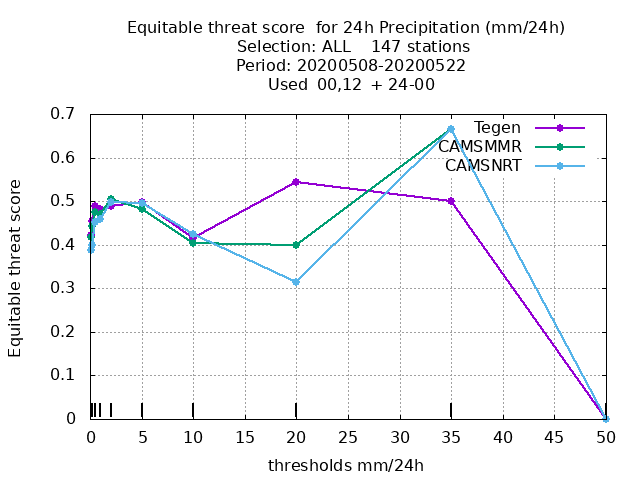 Equitable threat score  for 24h Precipitation (mm/24h)
Selection: ALL    147 stations
Period: 20200508-20200522
Used  00,12  + 24-00
0.7
0.6
0.5
0.4
0.3
0.2
0.1
0
Equitable threat score
Tegen
CAMSMMR
CAMSNRT
0 5 10 15 20 25 30 35 40 45 50
thresholds mm/24h